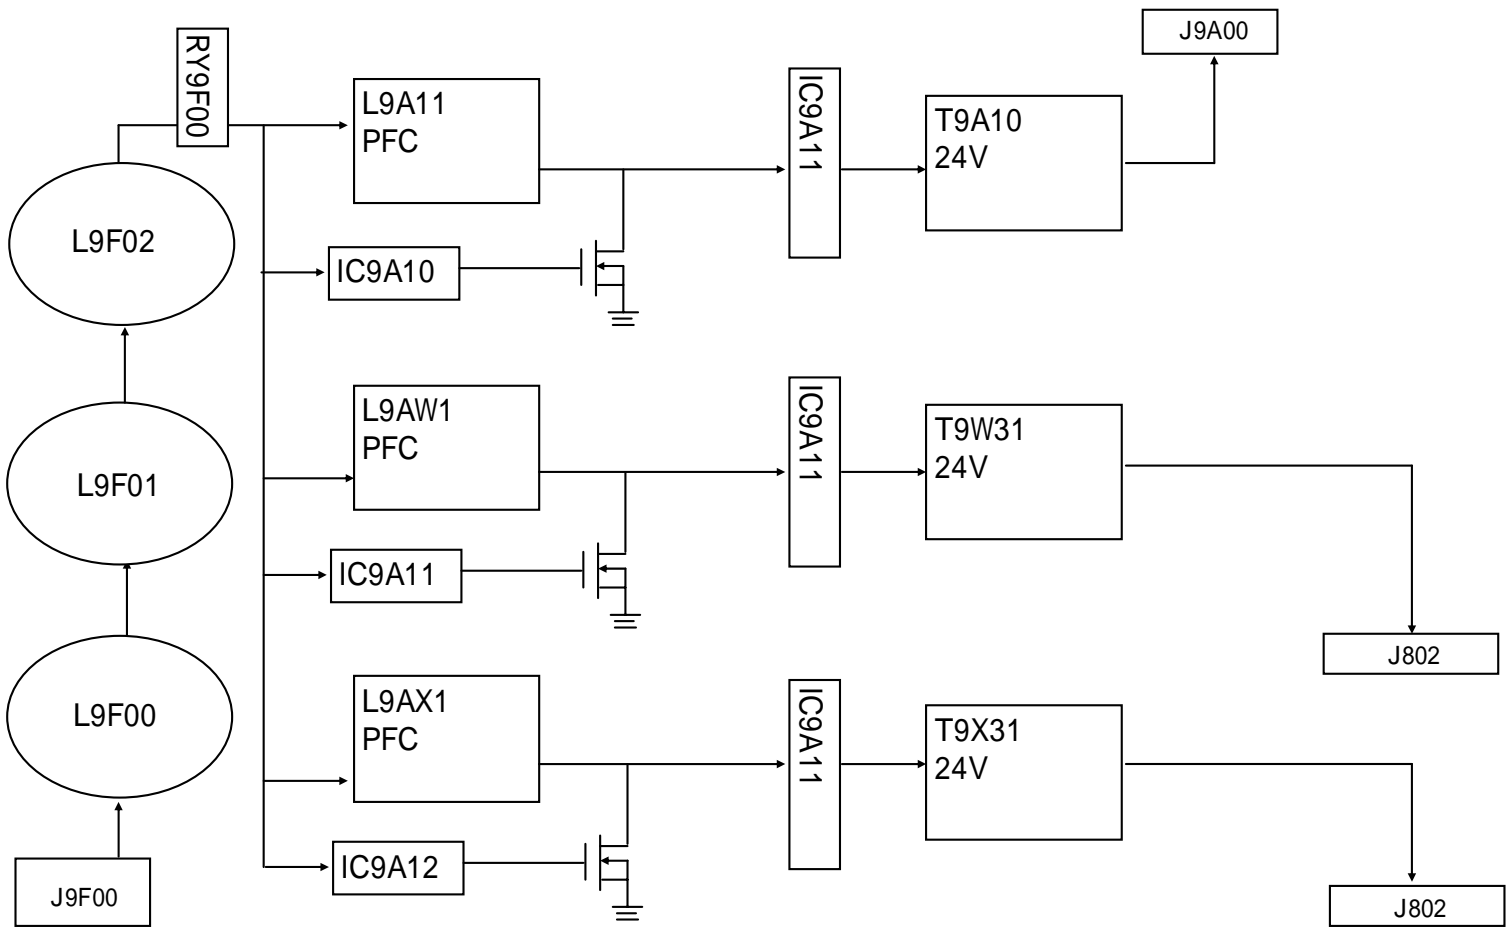 J9A00
RY9F00
L9A11
PFC
IC9A11
T9A10
24V
L9F02
IC9A10
L9AW1
PFC
IC9A11
T9W31
24V
L9F01
IC9A11
J802
L9AX1
PFC
IC9A11
T9X31
24V
L9F00
IC9A12
J9F00
J802